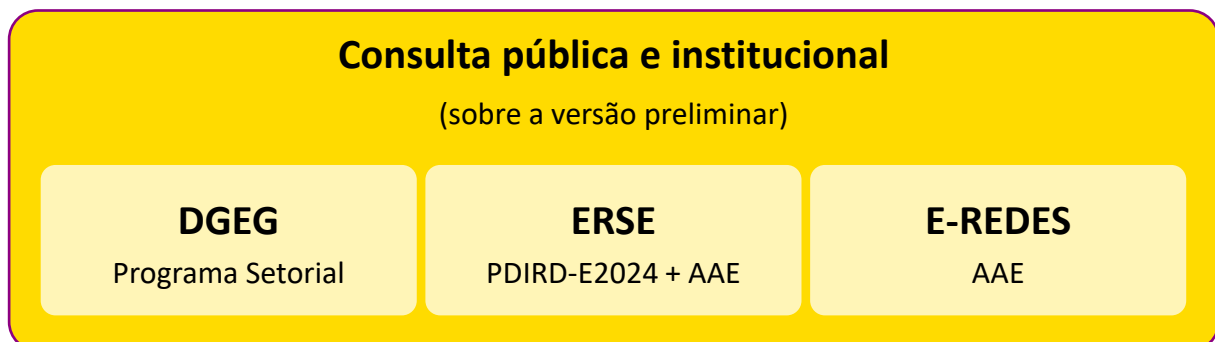 Consulta pública e institucional
(sobre a versão preliminar)
DGEG
Programa Setorial
ERSE
PDIRD-E2024 + AAE
E-REDES
AAE